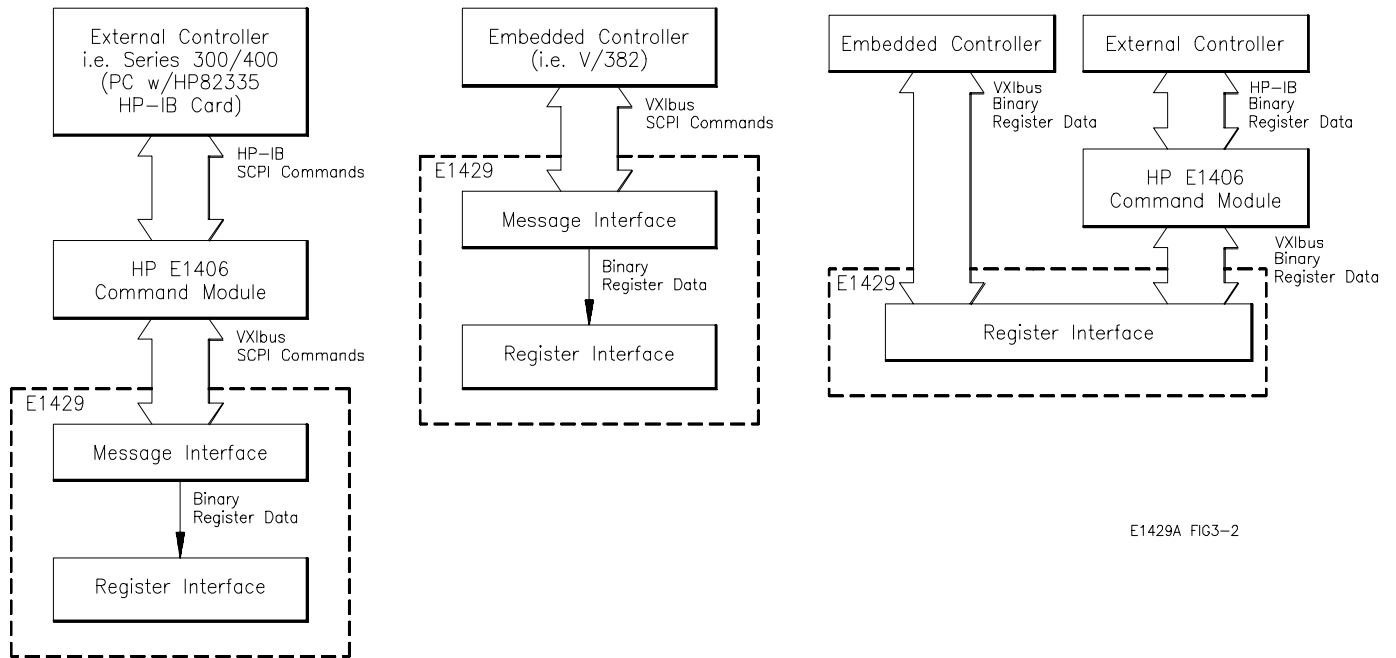 External Controller
i.e. Series 300/400
(PC w/HP82335
HP-IB Card)
HP-IB
SCPI Commands
HP E1406
Command Module
VXIbus
SCPI Commands
E1429
Message Interface
Binary
Register Data
Register Interface
Embedded Controller
(i.e. V/382)
VXIbus
SCPI Commands
E1429
Message Interface
Binary
Register Data
Register Interface
Embedded Controller
External Controller
VXIbus
Binary
Register Data
HP-IB
Binary
Register Data
HP E1406
Command Module
VXIbus
Binary
Register Data
E1429
Register Interface
E1429A FIG3-2